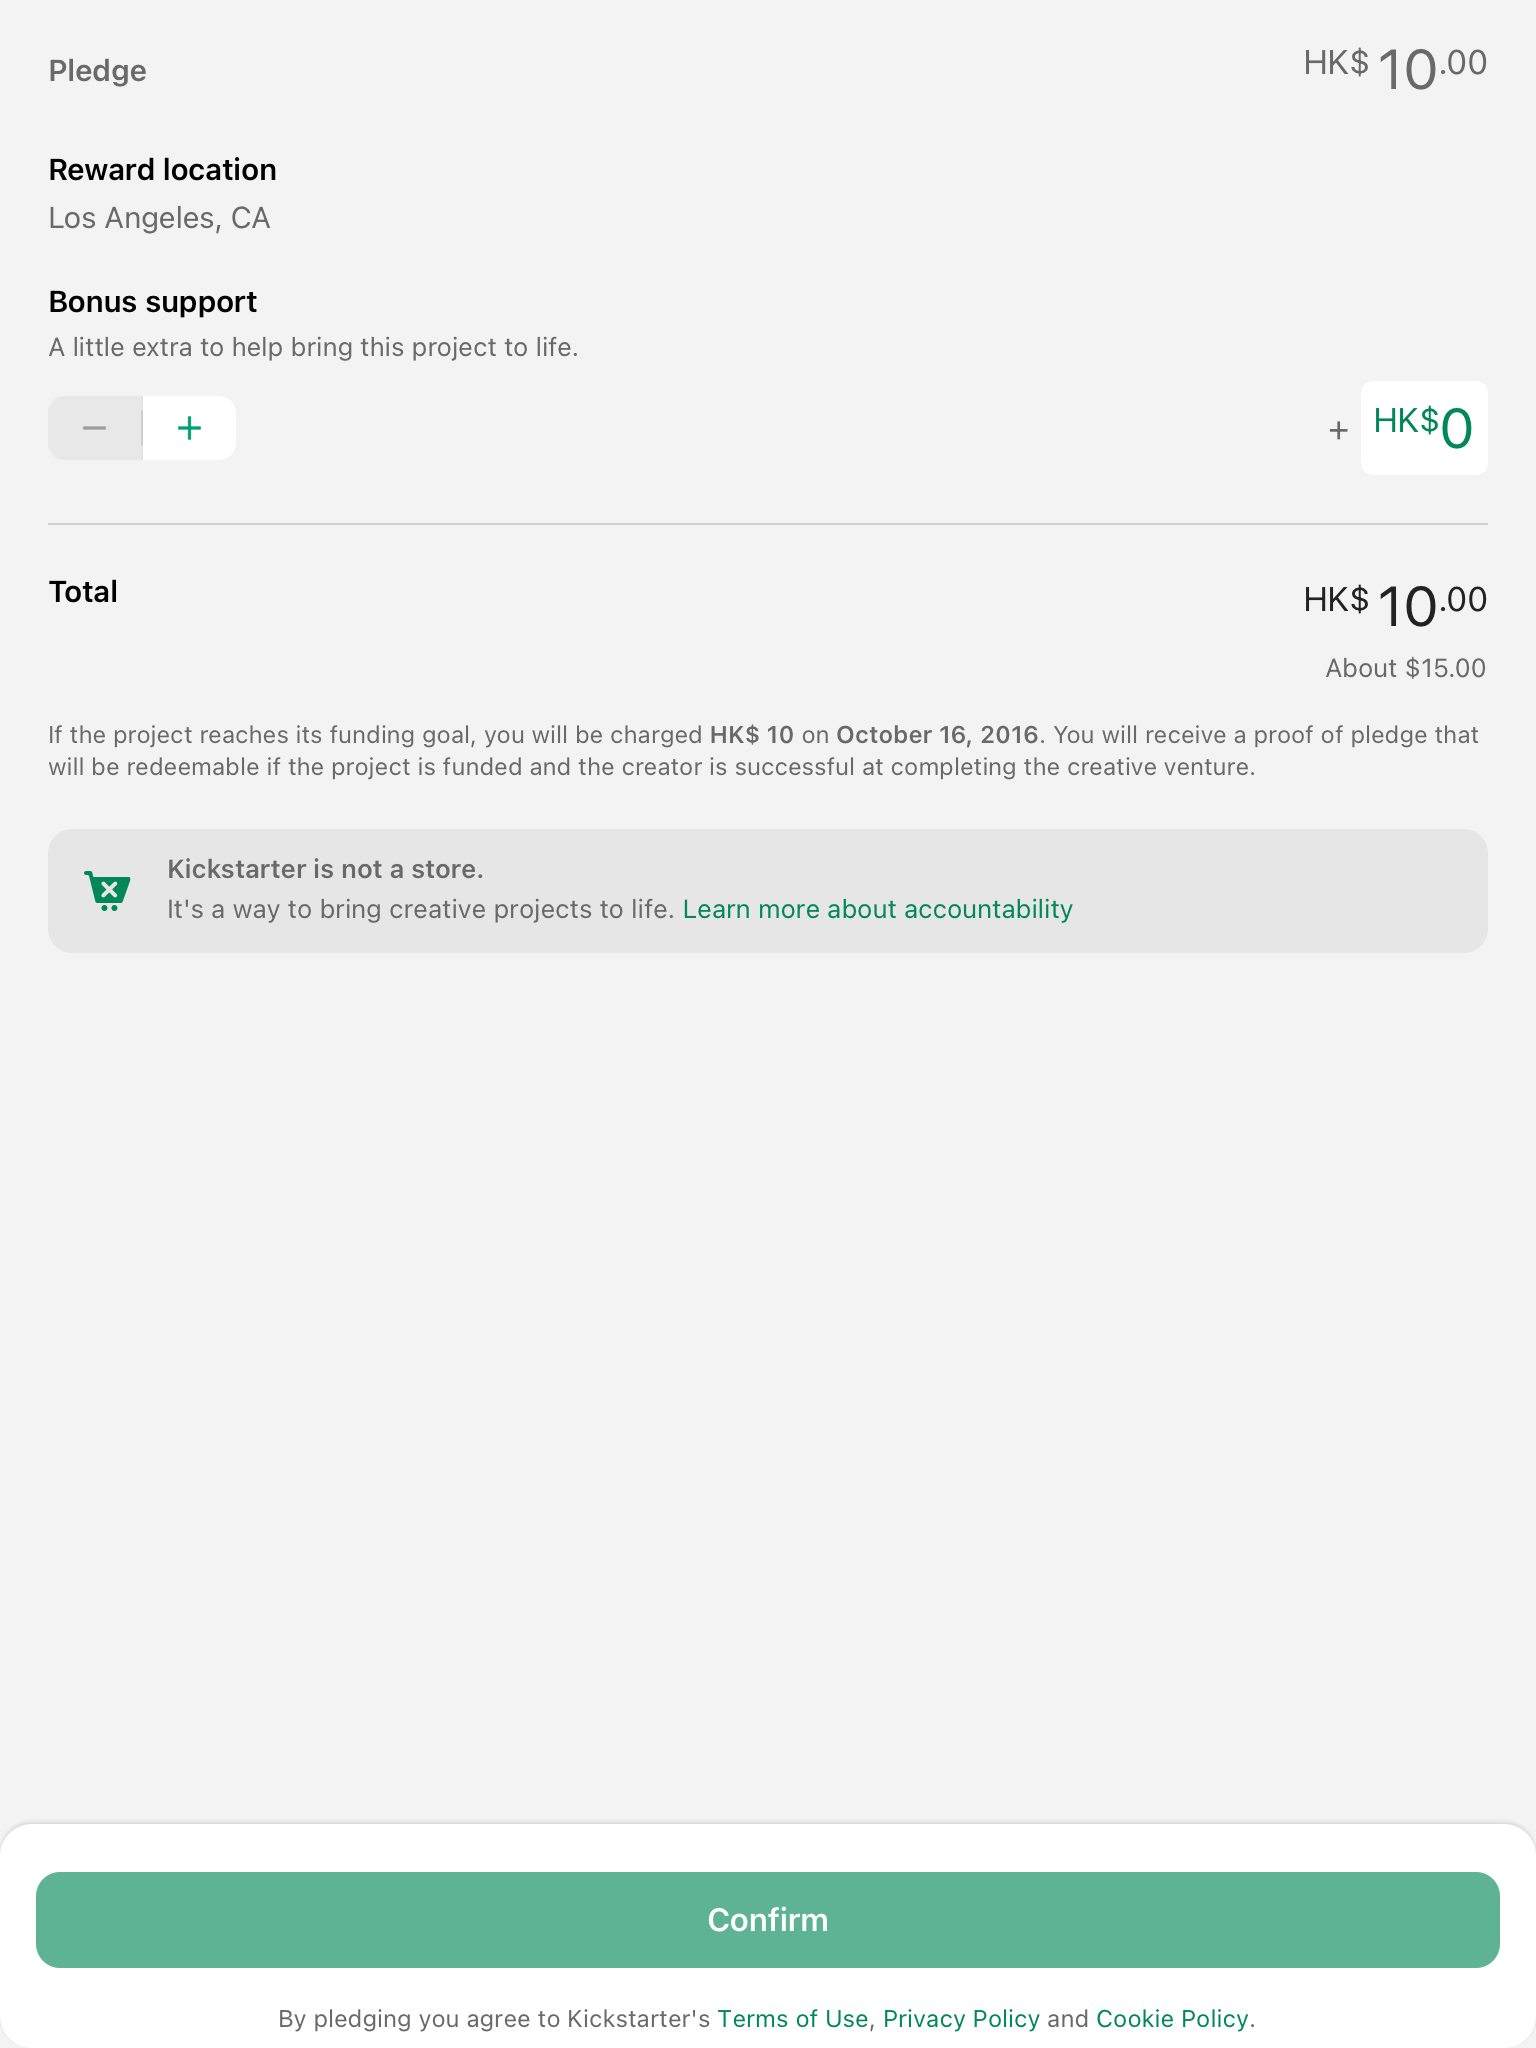 Pledge HK$ 10.00
Reward location
Los Angeles, CA
Bonus support
A little extra to help bring this project to life.
− + + HK$0
Total HK$ 10.00
About $15.00
If the project reaches its funding goal, you will be charged HK$ 10 on October 16, 2016. You will receive a proof of pledge that
will be redeemable if the project is funded and the creator is successful at completing the creative venture.
Kickstarter is not a store.
It's a way to bring creative projects to life. Learn more about accountability
Confirm
By pledging you agree to Kickstarter's Terms of Use, Privacy Policy and Cookie Policy.